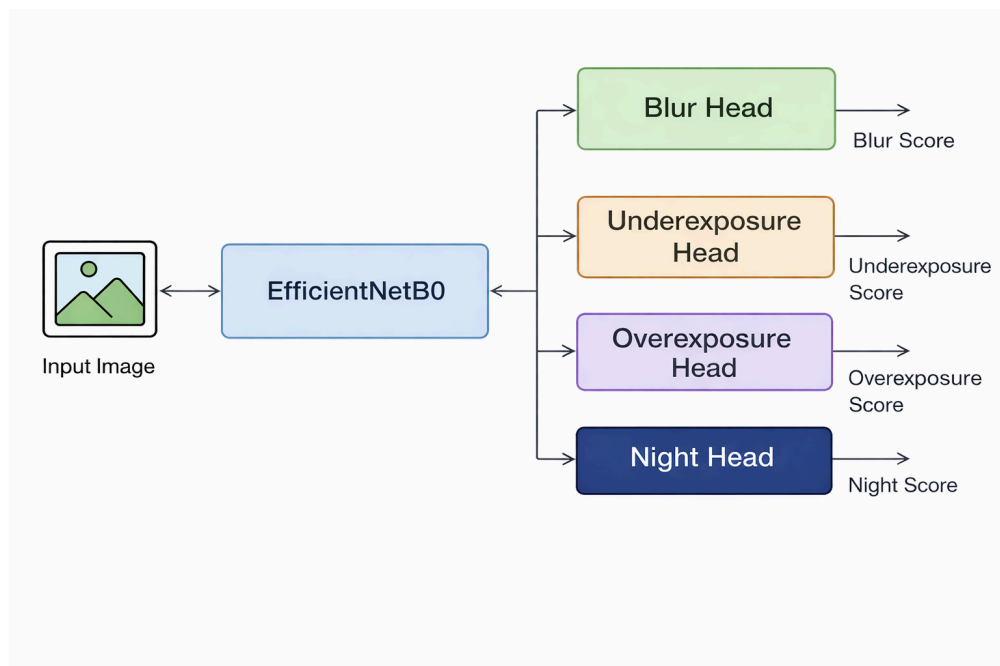 Blur Head
Blur Score
Underexposure
Head
Underexposure
Score
Input Image
EfficientNetB0
Overexposure
Head
Overexposure
Score
Night Head
Night Score